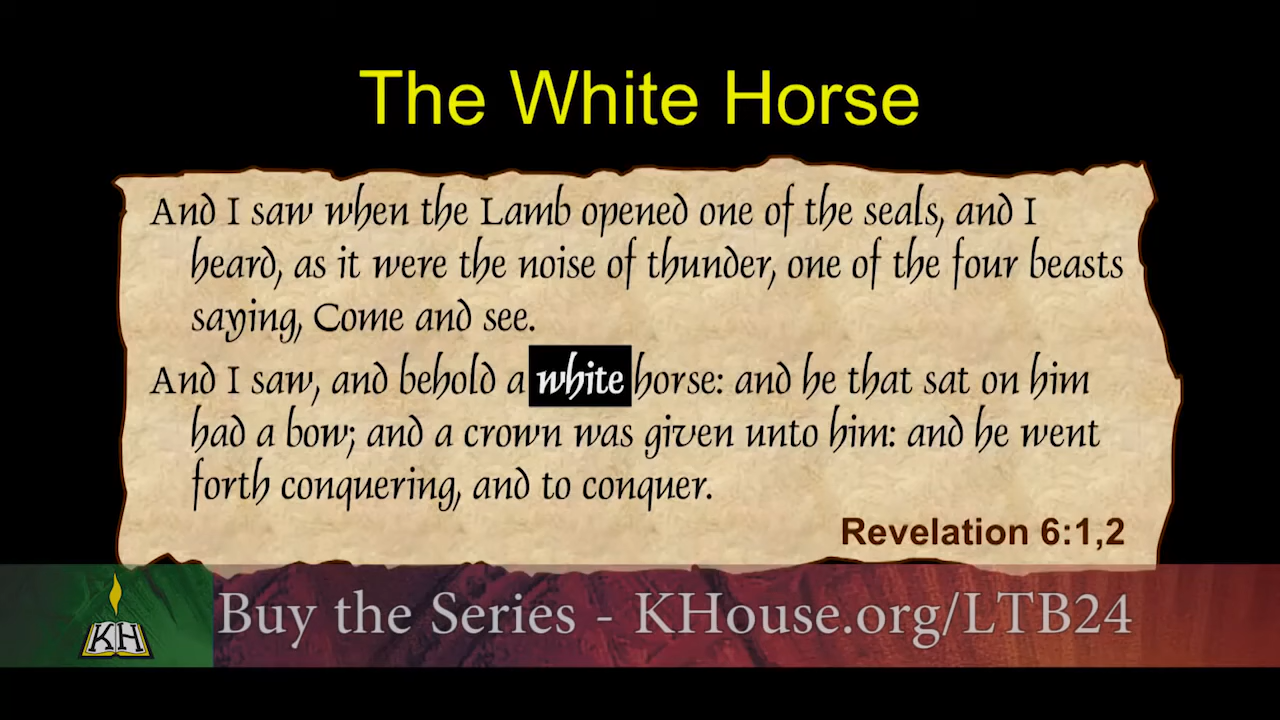 The White Horse
And I saw when the Lamb opened one of the seals, and I
heard, as it were the noise of thunder, one of the four beasts
saying, Come and see.
And I saw, and behold a white horse: and he that sat on him
had a bow; and a crown was given unto him: and he went
forth conquering, and to conquer.
Revelation 6:1,2
KH
Buy the Series - KHouse.org/LTB24